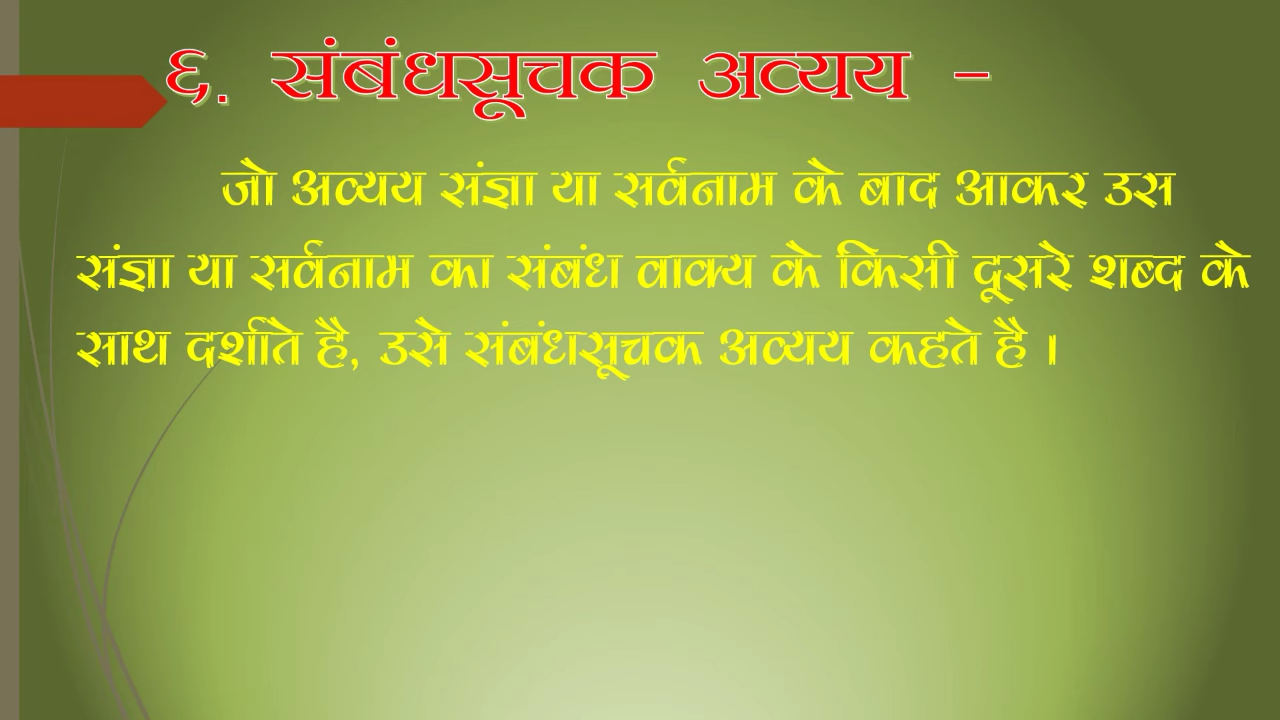 ६. संबंधसूचक अव्यय -
जो अव्यय संज्ञा या सर्वनाम के बाद आकर उस
संज्ञा या सर्वनाम का संबंध वाक्य के किसी दूसरे शब्द के
साथ दर्शाते है, उसे संबंधसूचक अव्यय कहते है ।